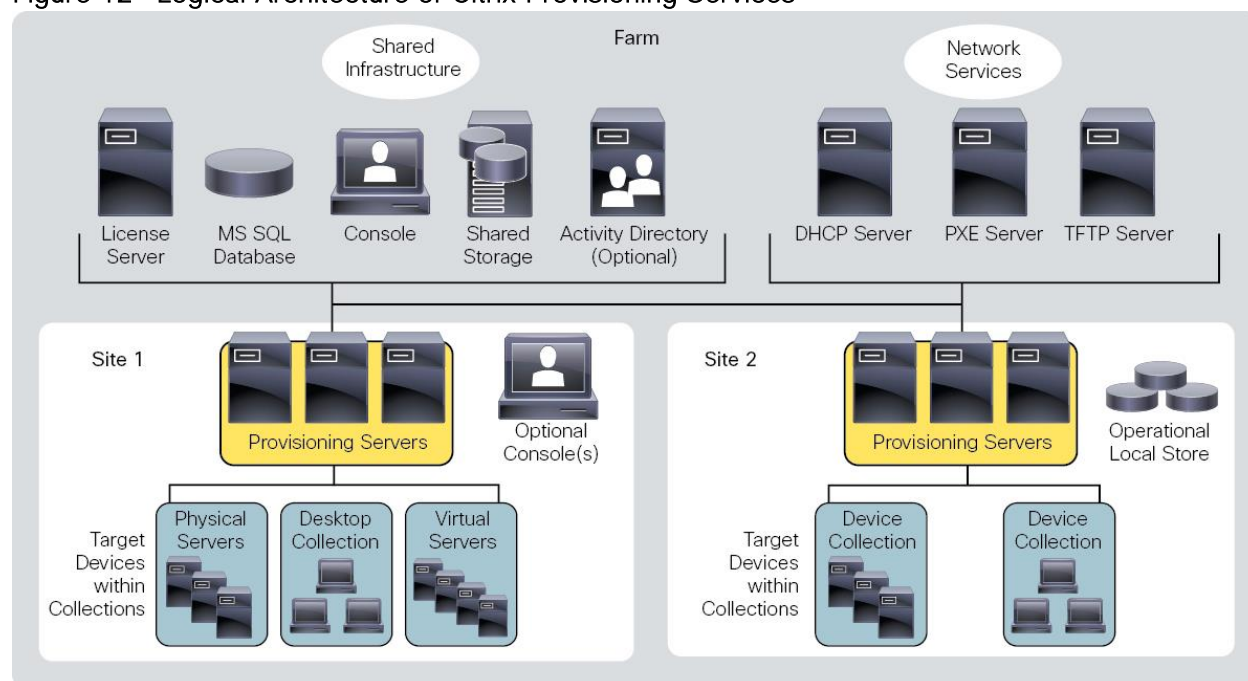 Figure 12 Logical Architecture of Citrix Provisioning Services
Farm
Shared
Infrastructure
Network
Services
License
Server
MS SQL
Database
Console
Shared
Storage
Activity Directory
(Optional)
DHCP Server
PXE Server
TFTP Server
Site 1
Provisioning Servers
Optional
Console(s)
Target
Devices
within
Collections
Physical
Servers
Desktop
Collection
Virtual
Servers
Site 2
Provisioning Servers
Operational
Local Store
Target
Devices
within
Collections
Device
Collection
Device
Collection